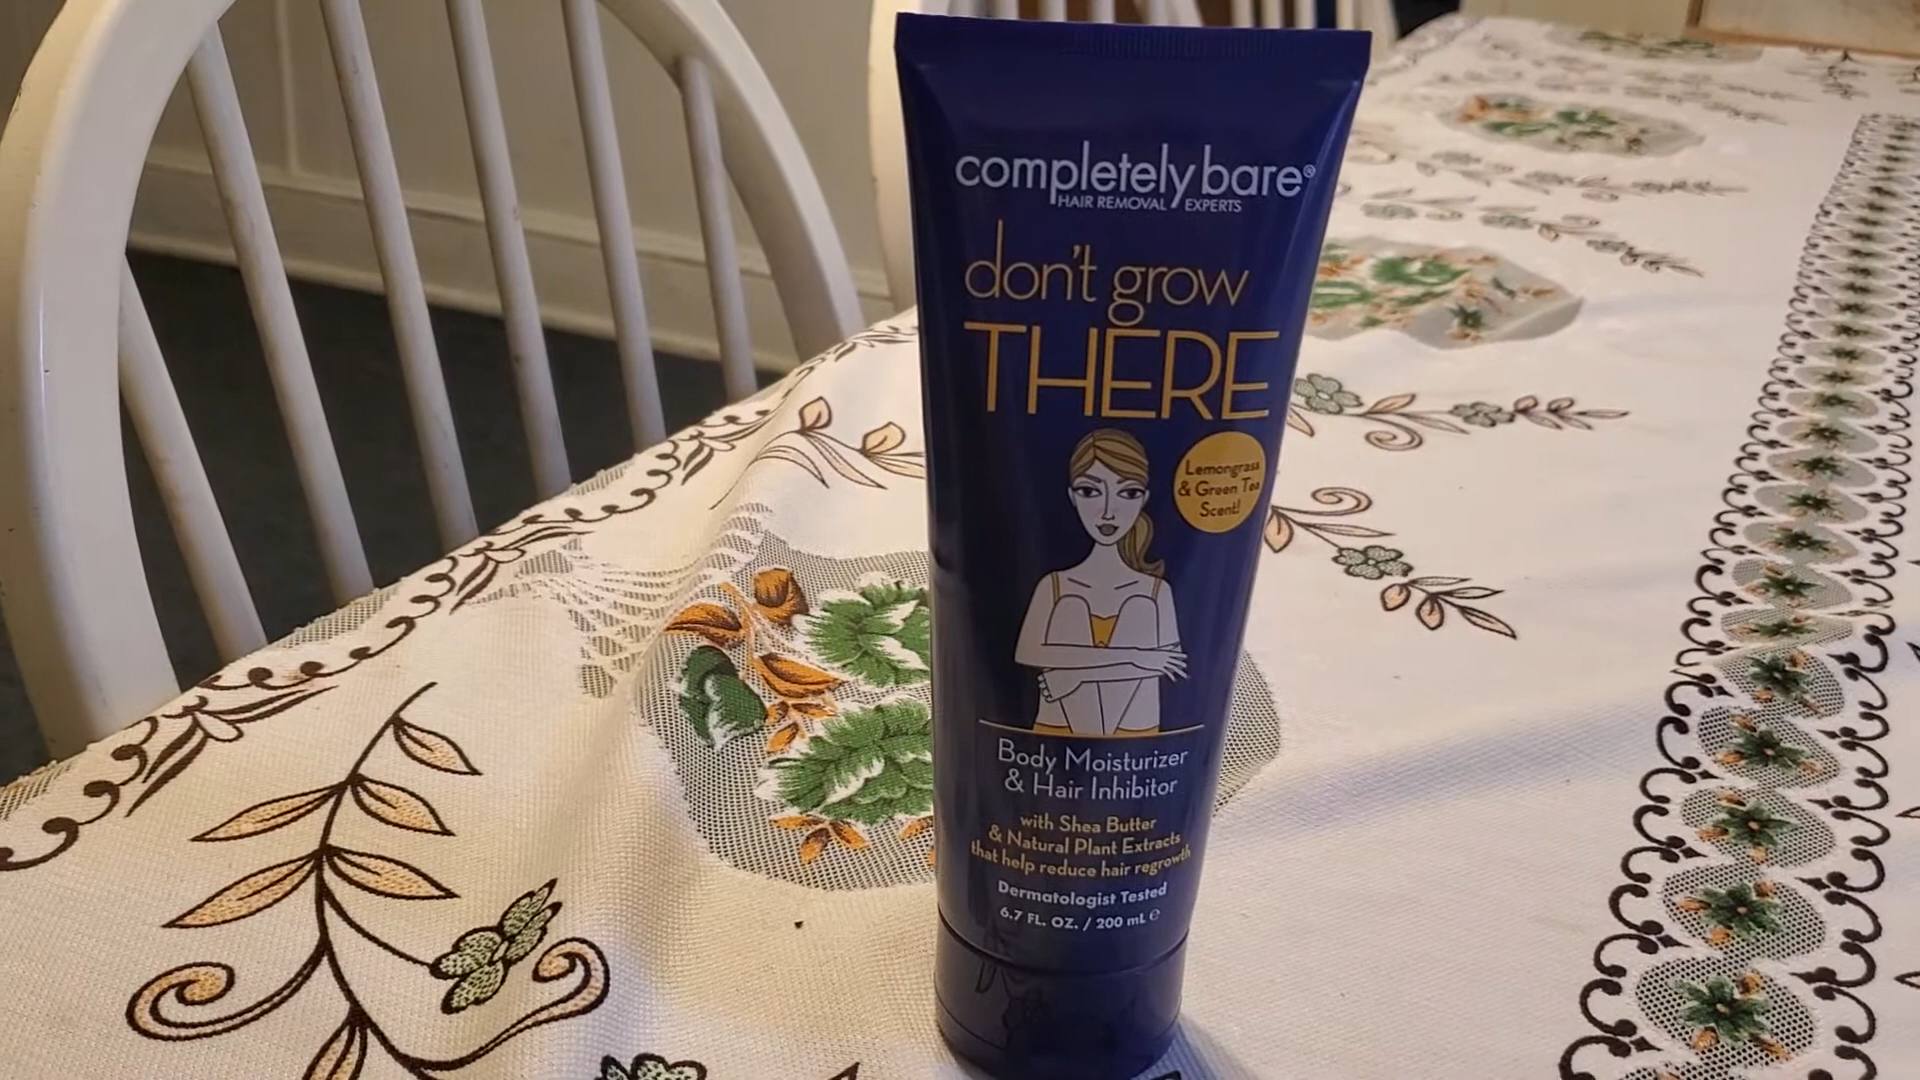 completely bare®
HAIR REMOVAL EXPERTS
don't grow
THERE
Lemongrass
& Green Tea
Scent!
Body Moisturizer
& Hair Inhibitor
with Shea Butter
& Natural Plant Extracts
that help reduce hair regrowth
Dermatologist Tested
6.7 FL. OZ. / 200 mL ℮